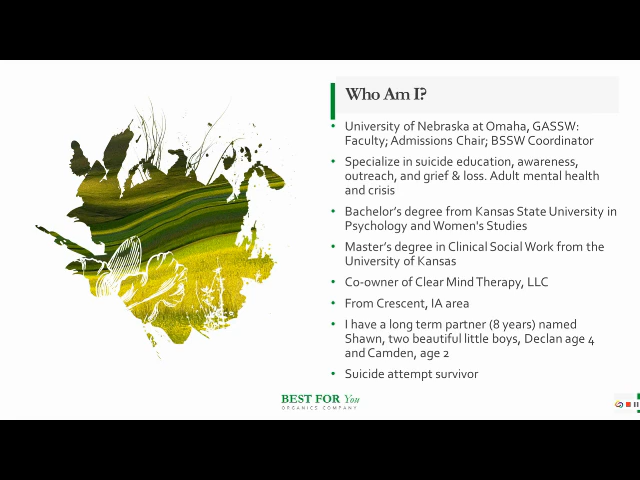 Who Am I?
• University of Nebraska at Omaha, GASSW:
Faculty; Admissions Chair; BSSW Coordinator
• Specialize in suicide education, awareness,
outreach, and grief & loss. Adult mental health
and crisis
• Bachelor's degree from Kansas State University in
Psychology and Women's Studies
• Master's degree in Clinical Social Work from the
University of Kansas
• Co-owner of Clear Mind Therapy, LLC
• From Crescent, IA area
• I have a long term partner (8 years) named
Shawn, two beautiful little boys, Declan age 4
and Camden, age 2
• Suicide attempt survivor
BEST FOR You
ORGANICS COMPANY